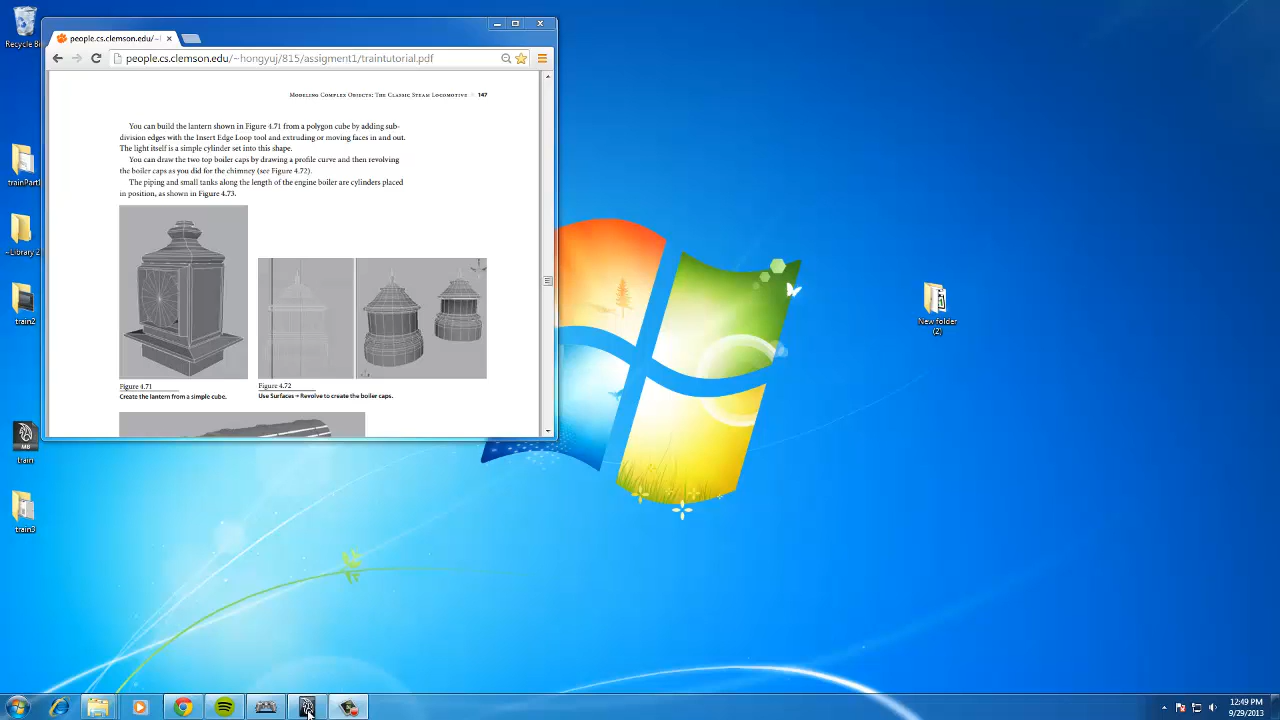 Recycle Bi
people.cs.clemson.edu/~
people.cs.clemson.edu/~hongyuj/815/assigment1/traintutorial.pdf
Modeling Complex Objects: The Classic Steam Locomotive 147
You can build the lantern shown in Figure 4.71 from a polygon cube by adding sub-
division edges with the Insert Edge Loop tool and extruding or moving faces in and out.
The light itself is a simple cylinder set into this shape.
You can draw the two top boiler caps by drawing a profile curve and then revolving
the boiler caps as you did for the chimney (see Figure 4.72).
The piping and small tanks along the length of the engine boiler are cylinders placed
in position, as shown in Figure 4.73.
Figure 4.71
Create the lantern from a simple cube.
Figure 4.72
Use Surfaces → Revolve to create the boiler caps.
trainPart1
~Library 2
train2
MB
train
train3
New folder
(2)
12:49 PM
9/29/2013